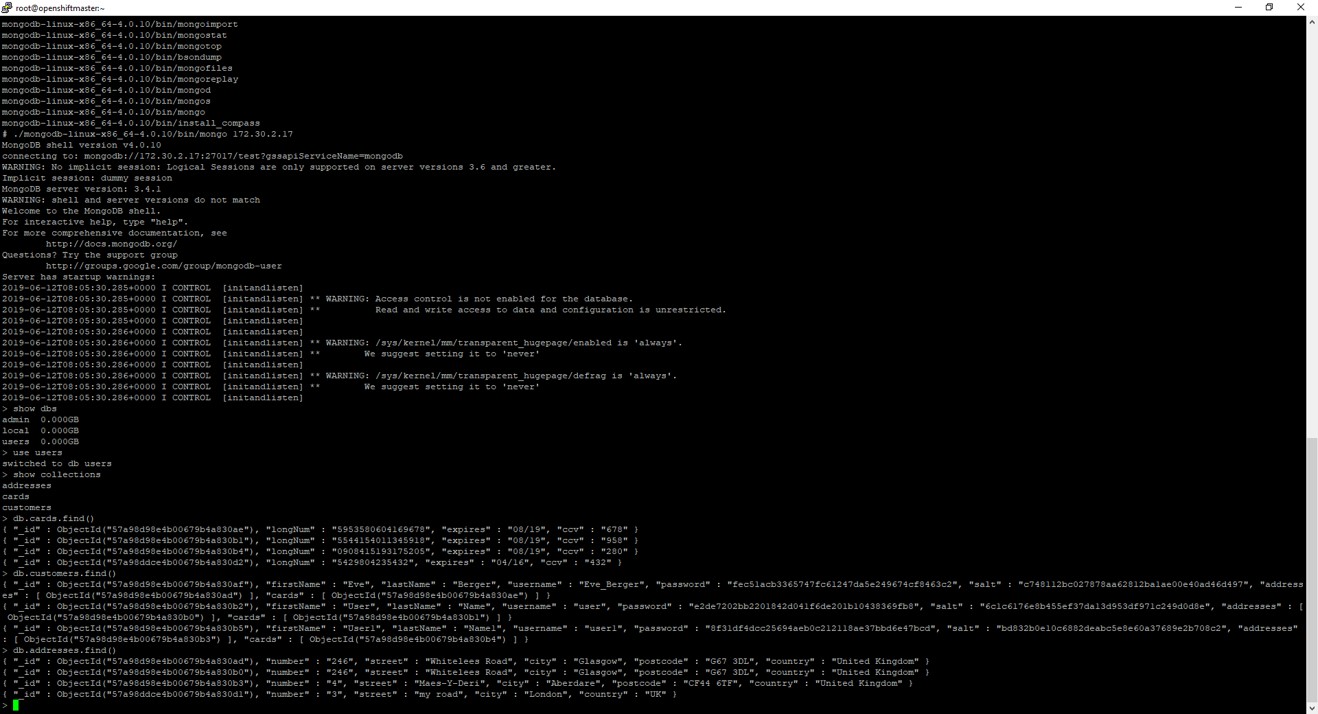 root@openshiftmaster:~
mongodb-linux-x86_64-4.0.10/bin/mongoimport
mongodb-linux-x86_64-4.0.10/bin/mongostat
mongodb-linux-x86_64-4.0.10/bin/mongotop
mongodb-linux-x86_64-4.0.10/bin/bsondump
mongodb-linux-x86_64-4.0.10/bin/mongofiles
mongodb-linux-x86_64-4.0.10/bin/mongoreplay
mongodb-linux-x86_64-4.0.10/bin/mongod
mongodb-linux-x86_64-4.0.10/bin/mongos
mongodb-linux-x86_64-4.0.10/bin/mongo
mongodb-linux-x86_64-4.0.10/bin/install_compass
# ./mongodb-linux-x86_64-4.0.10/bin/mongo 172.30.2.17
MongoDB shell version v4.0.10
connecting to: mongodb://172.30.2.17:27017/test?gssapiServiceName=mongodb
WARNING: No implicit session: Logical Sessions are only supported on server versions 3.6 and greater.
Implicit session: dummy session
MongoDB server version: 3.4.1
WARNING: shell and server versions do not match
Welcome to the MongoDB shell.
For interactive help, type "help".
For more comprehensive documentation, see
http://docs.mongodb.org/
Questions? Try the support group
http://groups.google.com/group/mongodb-user
Server has startup warnings:
2019-06-12T08:05:30.285+0000 I CONTROL  [initandlisten]
2019-06-12T08:05:30.285+0000 I CONTROL  [initandlisten] ** WARNING: Access control is not enabled for the database.
2019-06-12T08:05:30.285+0000 I CONTROL  [initandlisten] **          Read and write access to data and configuration is unrestricted.
2019-06-12T08:05:30.285+0000 I CONTROL  [initandlisten]
2019-06-12T08:05:30.286+0000 I CONTROL  [initandlisten]
2019-06-12T08:05:30.286+0000 I CONTROL  [initandlisten] ** WARNING: /sys/kernel/mm/transparent_hugepage/enabled is 'always'.
2019-06-12T08:05:30.286+0000 I CONTROL  [initandlisten] **        We suggest setting it to 'never'
2019-06-12T08:05:30.286+0000 I CONTROL  [initandlisten]
2019-06-12T08:05:30.286+0000 I CONTROL  [initandlisten] ** WARNING: /sys/kernel/mm/transparent_hugepage/defrag is 'always'.
2019-06-12T08:05:30.286+0000 I CONTROL  [initandlisten] **        We suggest setting it to 'never'
2019-06-12T08:05:30.286+0000 I CONTROL  [initandlisten]
> show dbs
admin  0.000GB
local  0.000GB
users  0.000GB
> use users
switched to db users
> show collections
addresses
cards
customers
> db.cards.find()
{ "_id" : ObjectId("57a98d98e4b00679b4a830ae"), "longNum" : "5953580604169678", "expires" : "08/19", "ccv" : "678" }
{ "_id" : ObjectId("57a98d98e4b00679b4a830b1"), "longNum" : "5544154011345918", "expires" : "08/19", "ccv" : "958" }
{ "_id" : ObjectId("57a98d98e4b00679b4a830b4"), "longNum" : "0908415193175205", "expires" : "08/19", "ccv" : "280" }
{ "_id" : ObjectId("57a98ddce4b00679b4a830d2"), "longNum" : "5429804235432", "expires" : "04/16", "ccv" : "432" }
> db.customers.find()
{ "_id" : ObjectId("57a98d98e4b00679b4a830af"), "firstName" : "Eve", "lastName" : "Berger", "username" : "Eve_Berger", "password" : "fec51acb3365747fc61247da5e249674cf8463c2", "salt" : "c748112bc027878aa62812ba1ae00e40ad46d497", "address
es" : [ ObjectId("57a98d98e4b00679b4a830ad") ], "cards" : [ ObjectId("57a98d98e4b00679b4a830ae") ] }
{ "_id" : ObjectId("57a98d98e4b00679b4a830b2"), "firstName" : "User", "lastName" : "Name", "username" : "user", "password" : "e2de7202bb2201842d041f6de201b10438369fb8", "salt" : "6c1c6176e8b455ef37da13d953df971c249d0d8e", "addresses" : [
ObjectId("57a98d98e4b00679b4a830b0") ], "cards" : [ ObjectId("57a98d98e4b00679b4a830b1") ] }
{ "_id" : ObjectId("57a98d98e4b00679b4a830b5"), "firstName" : "User1", "lastName" : "Name1", "username" : "user1", "password" : "8f31df4dcc25694aeb0c212118ae37bbd6e47bcd", "salt" : "bd832b0e10c6882deabc5e8e60a37689e2b708c2", "addresses"
: [ ObjectId("57a98d98e4b00679b4a830b3") ], "cards" : [ ObjectId("57a98d98e4b00679b4a830b4") ] }
> db.addresses.find()
{ "_id" : ObjectId("57a98d98e4b00679b4a830ad"), "number" : "246", "street" : "Whitelees Road", "city" : "Glasgow", "postcode" : "G67 3DL", "country" : "United Kingdom" }
{ "_id" : ObjectId("57a98d98e4b00679b4a830b0"), "number" : "246", "street" : "Whitelees Road", "city" : "Glasgow", "postcode" : "G67 3DL", "country" : "United Kingdom" }
{ "_id" : ObjectId("57a98d98e4b00679b4a830b3"), "number" : "4", "street" : "Maes-Y-Deri", "city" : "Aberdare", "postcode" : "CF44 6TF", "country" : "United Kingdom" }
{ "_id" : ObjectId("57a98ddce4b00679b4a830d1"), "number" : "3", "street" : "my road", "city" : "London", "country" : "UK" }
>